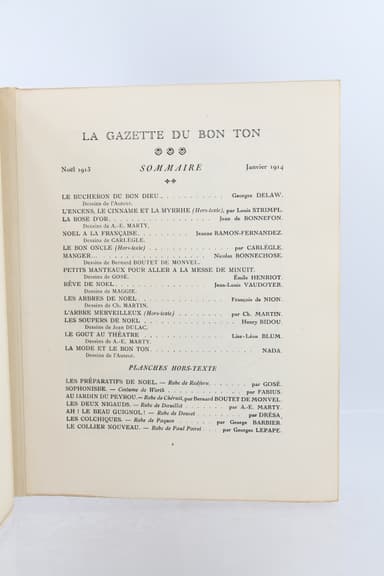 LA GAZETTE DU BON TON
Noël 1913 SOMMAIRE Janvier 1914
LE BUCHERON DU BON DIEU. . . . . . . . . . Georges DELAW.
Dessins de l'Auteur.
L'ENCENS, LE CINNAME ET LA MYRRHE (Hors-texte), par Louis STRIMPL.
LA ROSE D'OR. . . . . . . . . . Jean de BONNEFON.
Dessins de A.-E. MARTY.
NOEL A LA FRANÇAISE. . . . . . . . . . Jeanne RAMON-FERNANDEZ.
Dessins de CARLÈGLE.
LE BON ONCLE (Hors-texte) . . . . . . . . . . par CARLÈGLE.
MANGER. . . . . . . . . . Nicolas BONNECHOSE.
Dessins de Bernard BOUTET DE MONVEL.
PETITS MANTEAUX POUR ALLER A LA MESSE DE MINUIT.
Dessins de GOSÉ. . . . . . . . . . Émile HENRIOT.
RÊVE DE NOEL. . . . . . . . . . Jean-Louis VAUDOYER.
Dessins de MAGGIE.
LES ARBRES DE NOEL . . . . . . . . . . François de NION.
Dessins de Ch. MARTIN.
L'ARBRE MERVEILLEUX (Hors-texte) . . . . . . . . . . par Ch. MARTIN.
LES SOUPERS DE NOEL . . . . . . . . . . Henry BIDOU.
Dessins de Jean DULAC.
LE GOUT AU THÉATRE . . . . . . . . . . Lise-Léon BLUM.
Dessins de A.-E. MARTY.
LA MODE ET LE BON TON. . . . . . . . . . NADA.
Dessins de l'Auteur.
PLANCHES HORS-TEXTE
LES PRÉPARATIFS DE NOEL. — Robe de Redfern. . . . . . par GOSÉ.
SOPHONISBE. — Costume de Worth . . . . . . par FABIUS.
AU JARDIN DU PEYROU. — Robe de Chéruit, par Bernard BOUTET DE MONVEL.
LES DEUX NIGAUDS. — Robe de Dœuillet . . . . . . par A.-E. MARTY.
AH ! LE BEAU GUIGNOL ! — Robe de Doucet . . . . . . par DRÉSA.
LES COLCHIQUES. — Robe de Paquin . . . . . . par George BARBIER.
LE COLLIER NOUVEAU. — Robe de Paul Poiret . . . . . . par Georges LEPAPE.